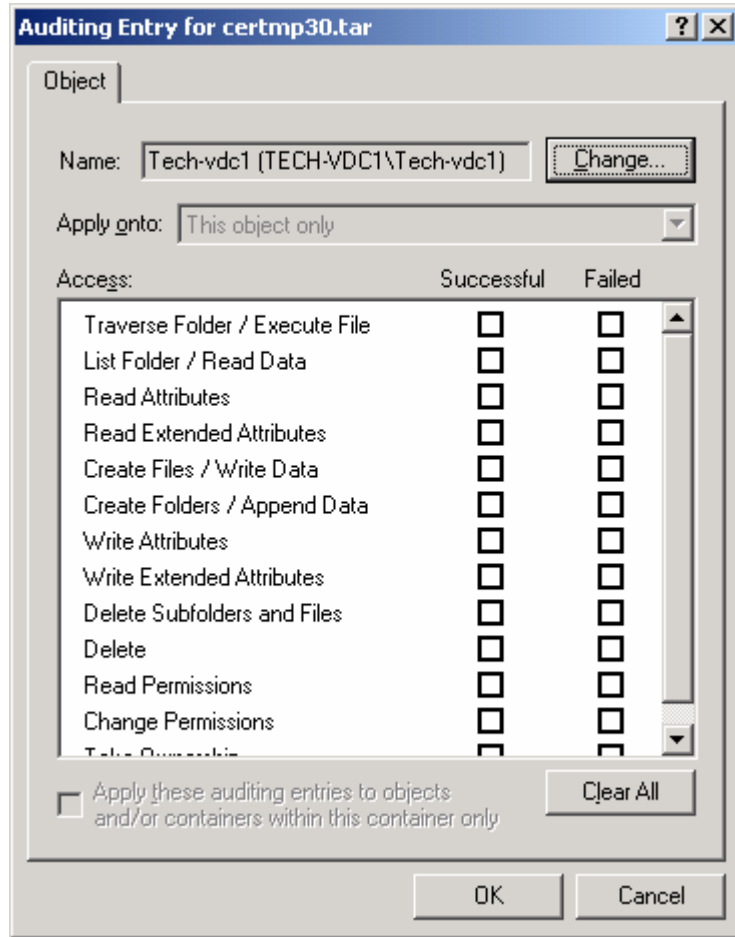 Auditing Entry for certmp30.tar
Object
Name: Tech-vdc1 (TECH-VDC1\Tech-vdc1) Change...
Apply onto: This object only
Access: Successful Failed
Traverse Folder / Execute File
List Folder / Read Data
Read Attributes
Read Extended Attributes
Create Files / Write Data
Create Folders / Append Data
Write Attributes
Write Extended Attributes
Delete Subfolders and Files
Delete
Read Permissions
Change Permissions
Take Ownership
Apply these auditing entries to objects
and/or containers within this container only
Clear All
OK Cancel